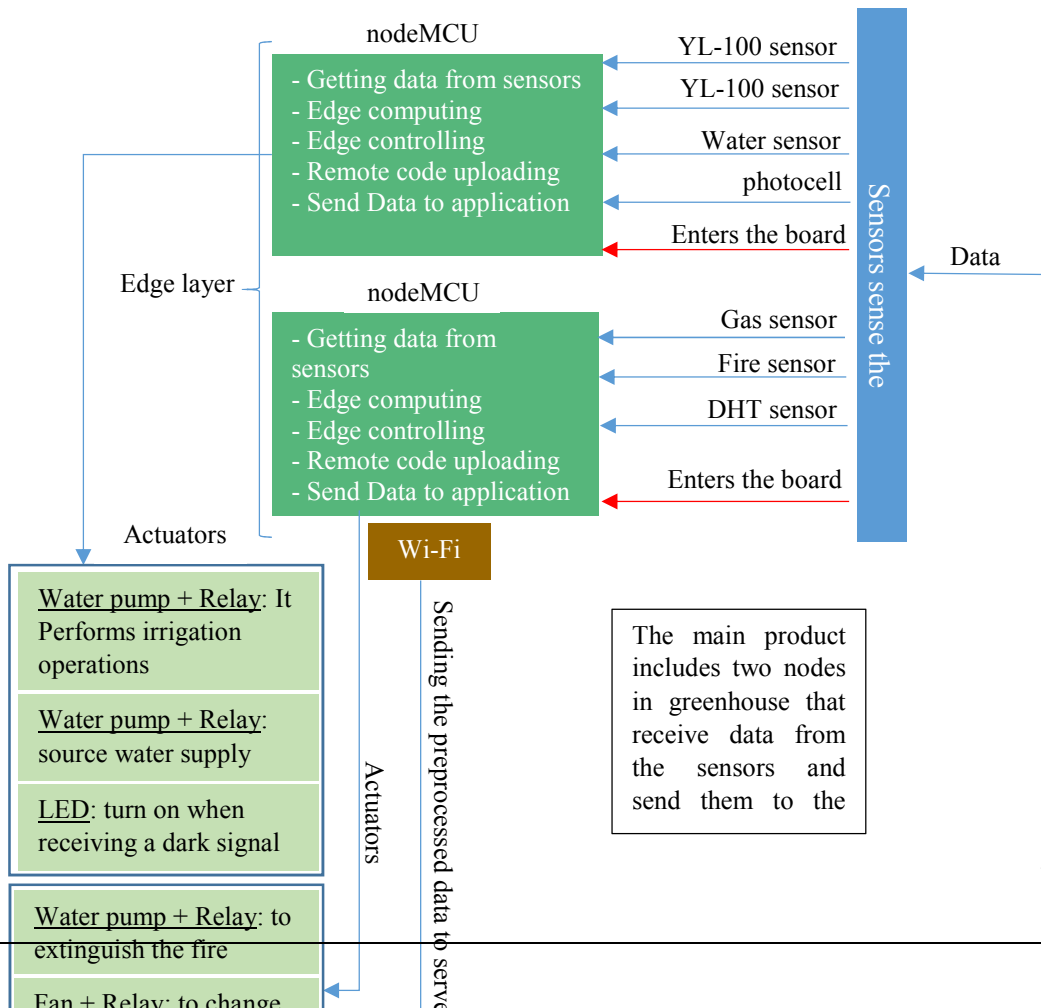 nodeMCU
- Getting data from sensors
- Edge computing
- Edge controlling
- Remote code uploading
- Send Data to application
YL-100 sensor
YL-100 sensor
Water sensor
photocell
Enters the board
Sensors sense the
Data
Edge layer
nodeMCU
- Getting data from
sensors
- Edge computing
- Edge controlling
- Remote code uploading
- Send Data to application
Gas sensor
Fire sensor
DHT sensor
Enters the board
Actuators
Wi-Fi
Water pump + Relay: It
Performs irrigation
operations
Water pump + Relay:
source water supply
LED: turn on when
receiving a dark signal
Actuators
Sending the preprocessed data to serve
The main product
includes two nodes
in greenhouse that
receive data from
the sensors and
send them to the
Water pump + Relay: to
extinguish the fire
Fan + Relay: to change